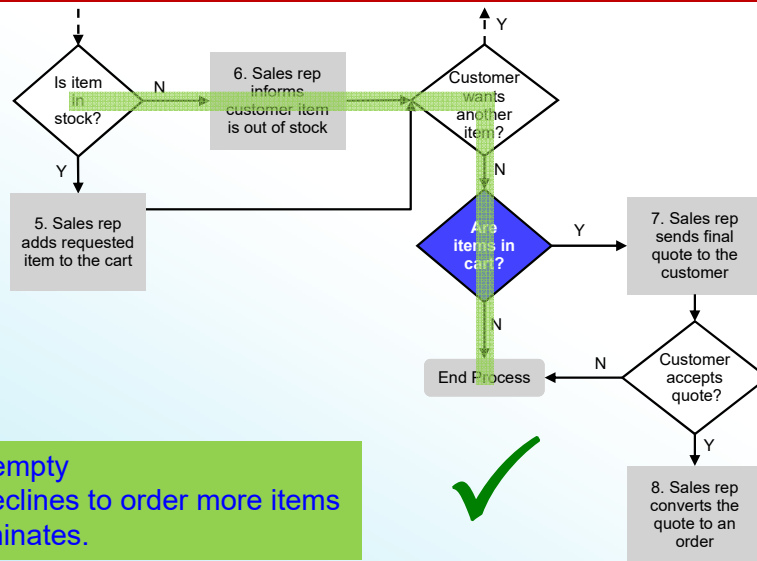 Y
Is item
in
stock?
N
6. Sales rep
informs
customer item
is out of stock
Customer
wants
another
item?
Y
N
5. Sales rep
adds requested
item to the cart
Are
items in
cart?
Y
7. Sales rep
sends final
quote to the
customer
N
End Process
N
Customer
accepts
quote?
Y
8. Sales rep
converts the
quote to an
order
empty
eclines to order more items
inates.